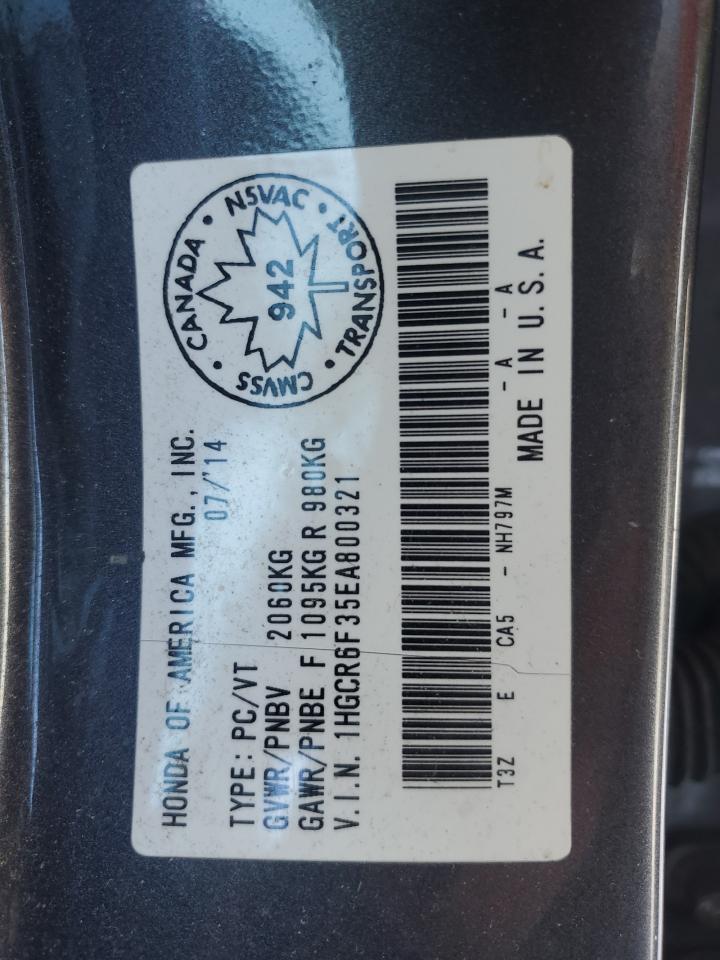 HONDA OF AMERICA MFG., INC.
07/'14
TYPE: PC/VT
GVWR/PNBV 2060KG
GAWR/PNBE F 1095KG R 980KG
V.I.N. 1HGCR6F35EA800321
CANADA • NSVAC • TRANSPORT • CMVSS •
942
T3Z E CA5 - NH797M - A - A
MADE IN U.S.A.